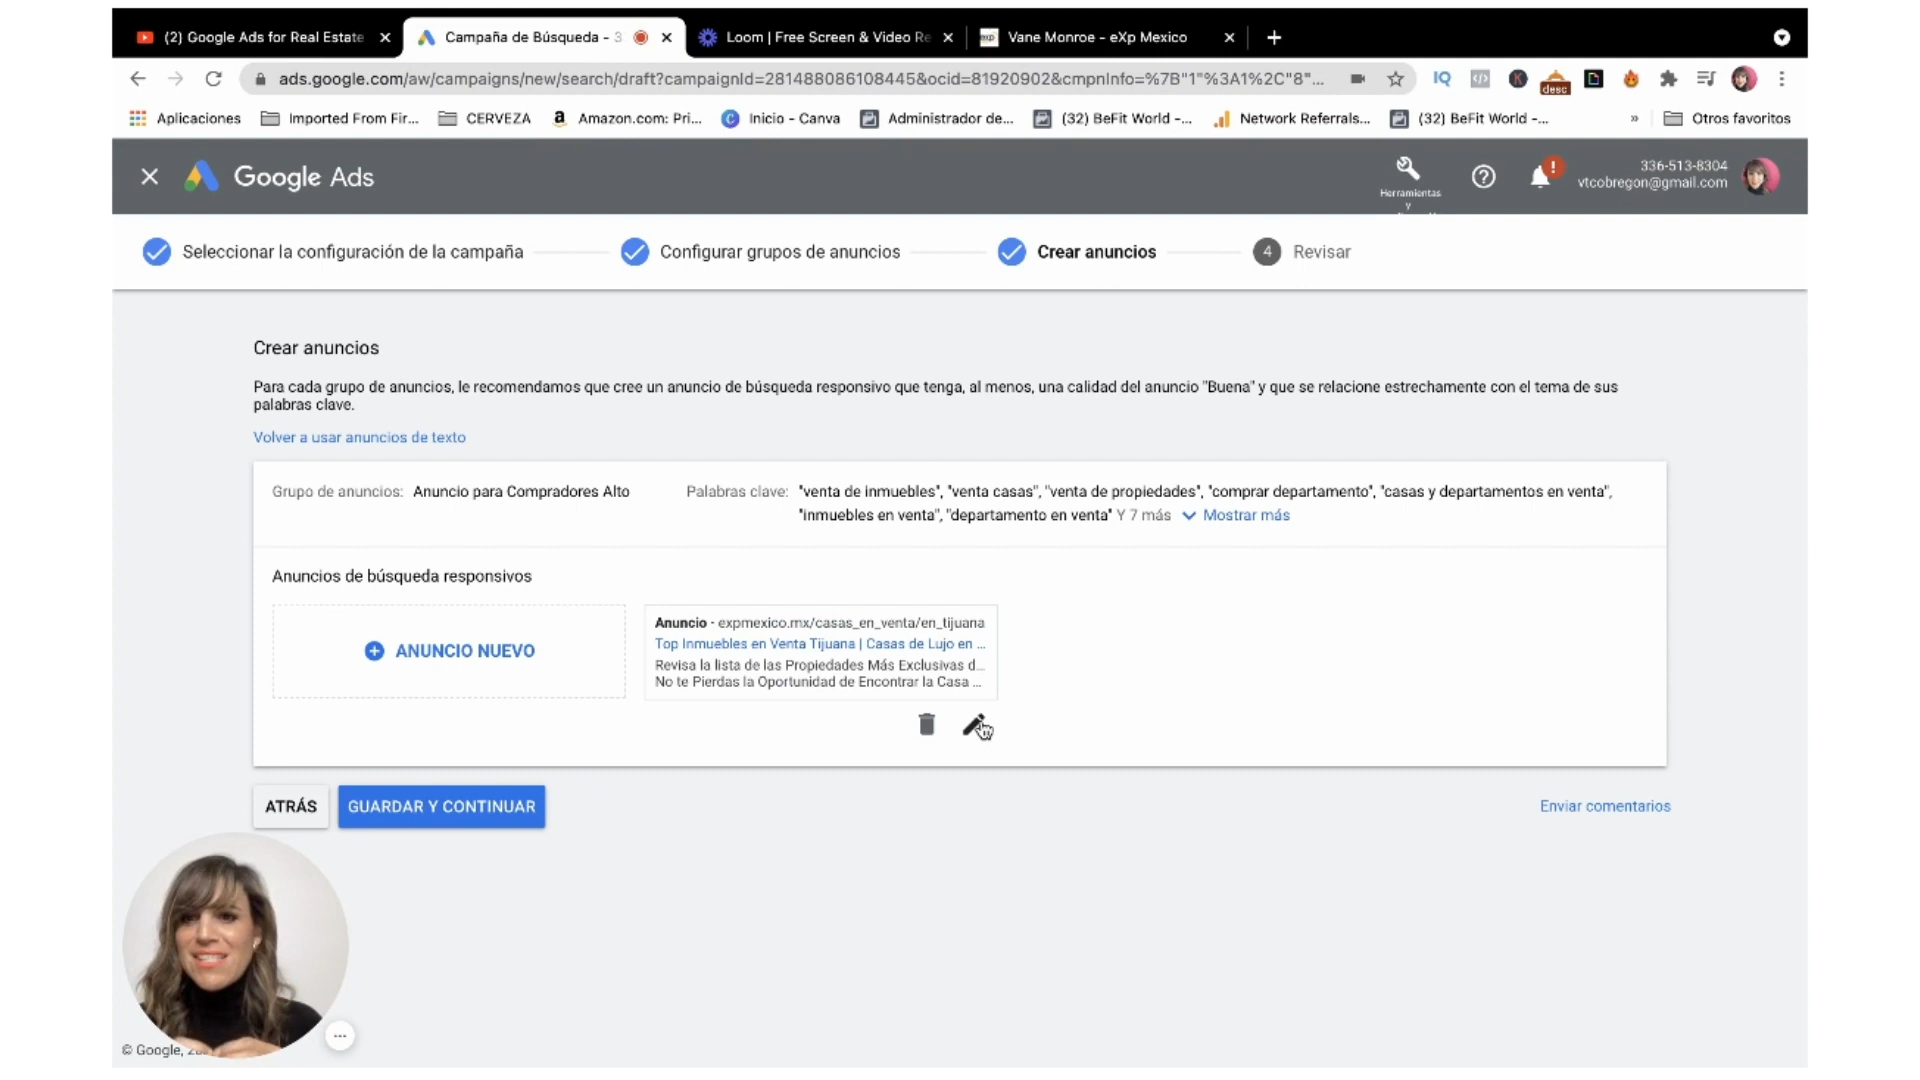 (2) Google Ads for Real Estate
Campaña de Búsqueda - 3
Loom | Free Screen & Video Re
exp
Vane Monroe - eXp Mexico
ads.google.com/aw/campaigns/new/search/draft?campaignId=281488086108445&ocid=81920902&cmpnInfo=%7B"1"%3A1%2C"8"...
IQ
desc
Aplicaciones
Imported From Fir...
CERVEZA
Amazon.com: Pri...
Inicio - Canva
Administrador de...
(32) BeFit World -...
Network Referrals...
(32) BeFit World -...
»
Otros favoritos
Google Ads
Herramientas
y
336-513-8304
vtcobregon@gmail.com
Seleccionar la configuración de la campaña
Configurar grupos de anuncios
Crear anuncios
4 Revisar
Crear anuncios
Para cada grupo de anuncios, le recomendamos que cree un anuncio de búsqueda responsivo que tenga, al menos, una calidad del anuncio "Buena" y que se relacione estrechamente con el tema de sus
palabras clave.
Volver a usar anuncios de texto
Grupo de anuncios: Anuncio para Compradores Alto
Palabras clave: "venta de inmuebles", "venta casas", "venta de propiedades", "comprar departamento", "casas y departamentos en venta",
"inmuebles en venta", "departamento en venta" Y 7 más Mostrar más
Anuncios de búsqueda responsivos
ANUNCIO NUEVO
Anuncio - expmexico.mx/casas_en_venta/en_tijuana
Top Inmuebles en Venta Tijuana | Casas de Lujo en ...
Revisa la lista de las Propiedades Más Exclusivas d...
No te Pierdas la Oportunidad de Encontrar la Casa ...
ATRÁS
GUARDAR Y CONTINUAR
Enviar comentarios
© Google,